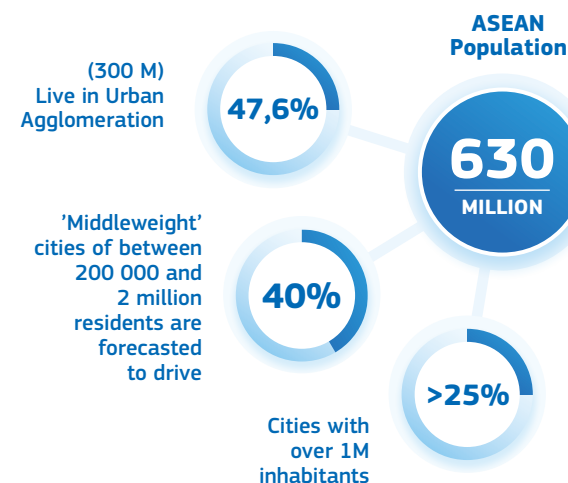 ASEAN
Population
630
MILLION
(300 M)
Live in Urban
Agglomeration
47,6%
’Middleweight’
cities of between
200 000 and
2 million
residents are
forecasted
to drive
40%
>25%
Cities with
over 1M
inhabitants